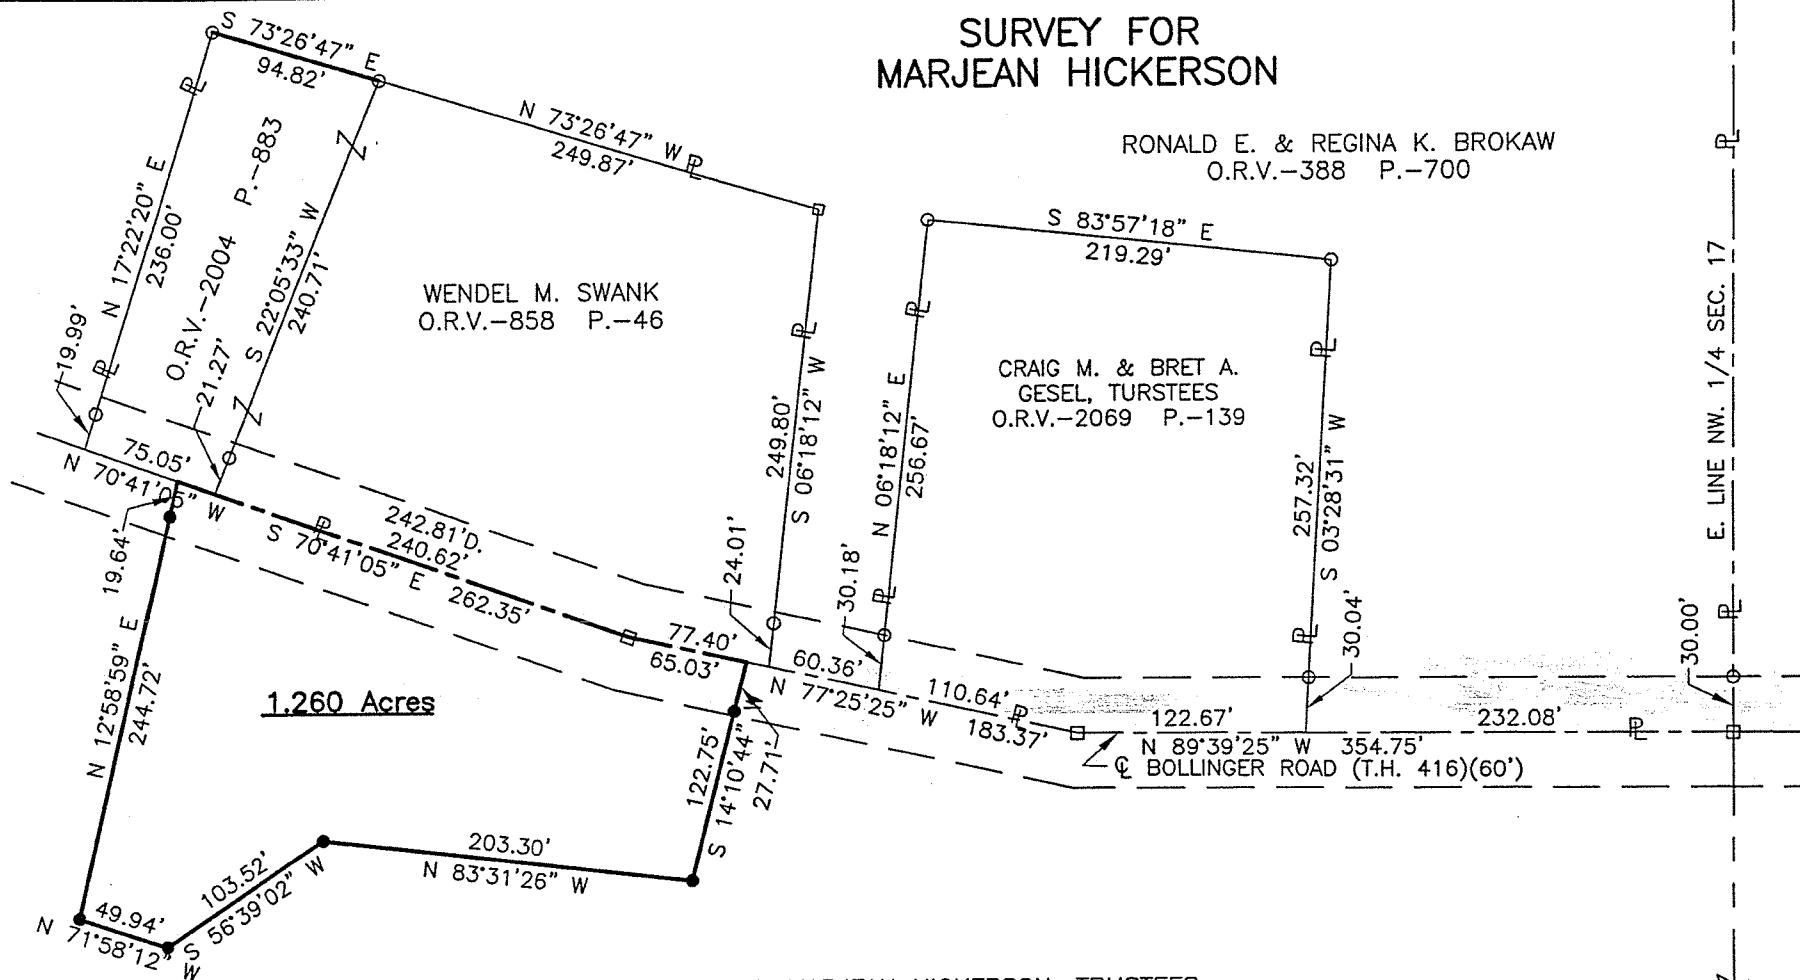 SURVEY FOR
MARJEAN HICKERSON
S 73°26'47" E
94.82'
N 73°26'47" W
249.87'
RONALD E. & REGINA K. BROKAW
O.R.V.-388 P.-700
N 17°22'20" E
236.00'
O.R.V.-2004 P.-883
S 22°05'33" W
240.71'
19.99'
21.27'
WENDEL M. SWANK
O.R.V.-858 P.-46
249.80'
S 06°18'12" W
S 83°57'18" E
219.29'
N 06°18'12" E
256.67'
CRAIG M. & BRET A.
GESEL, TURSTEES
O.R.V.-2069 P.-139
257.32'
S 03°28'31" W
E. LINE NW. 1/4 SEC. 17
75.05'
N 70°41'05" W
19.64'
242.81'D.
240.62'
S 70°41'05" E
262.35'
24.01'
30.18'
30.04'
30.00'
77.40'
65.03'
60.36'
N 77°25'25" W
110.64'
183.37'
122.67'
232.08'
N 89°39'25" W 354.75'
℄ BOLLINGER ROAD (T.H. 416)(60')
N 12°58'59" E
244.72'
1.260 Acres
122.75'
S 14°10'44" W
27.71'
203.30'
N 83°31'26" W
103.52'
S 56°39'02" W
49.94'
N 71°58'12" W
HICKERSON, TRUSTEES